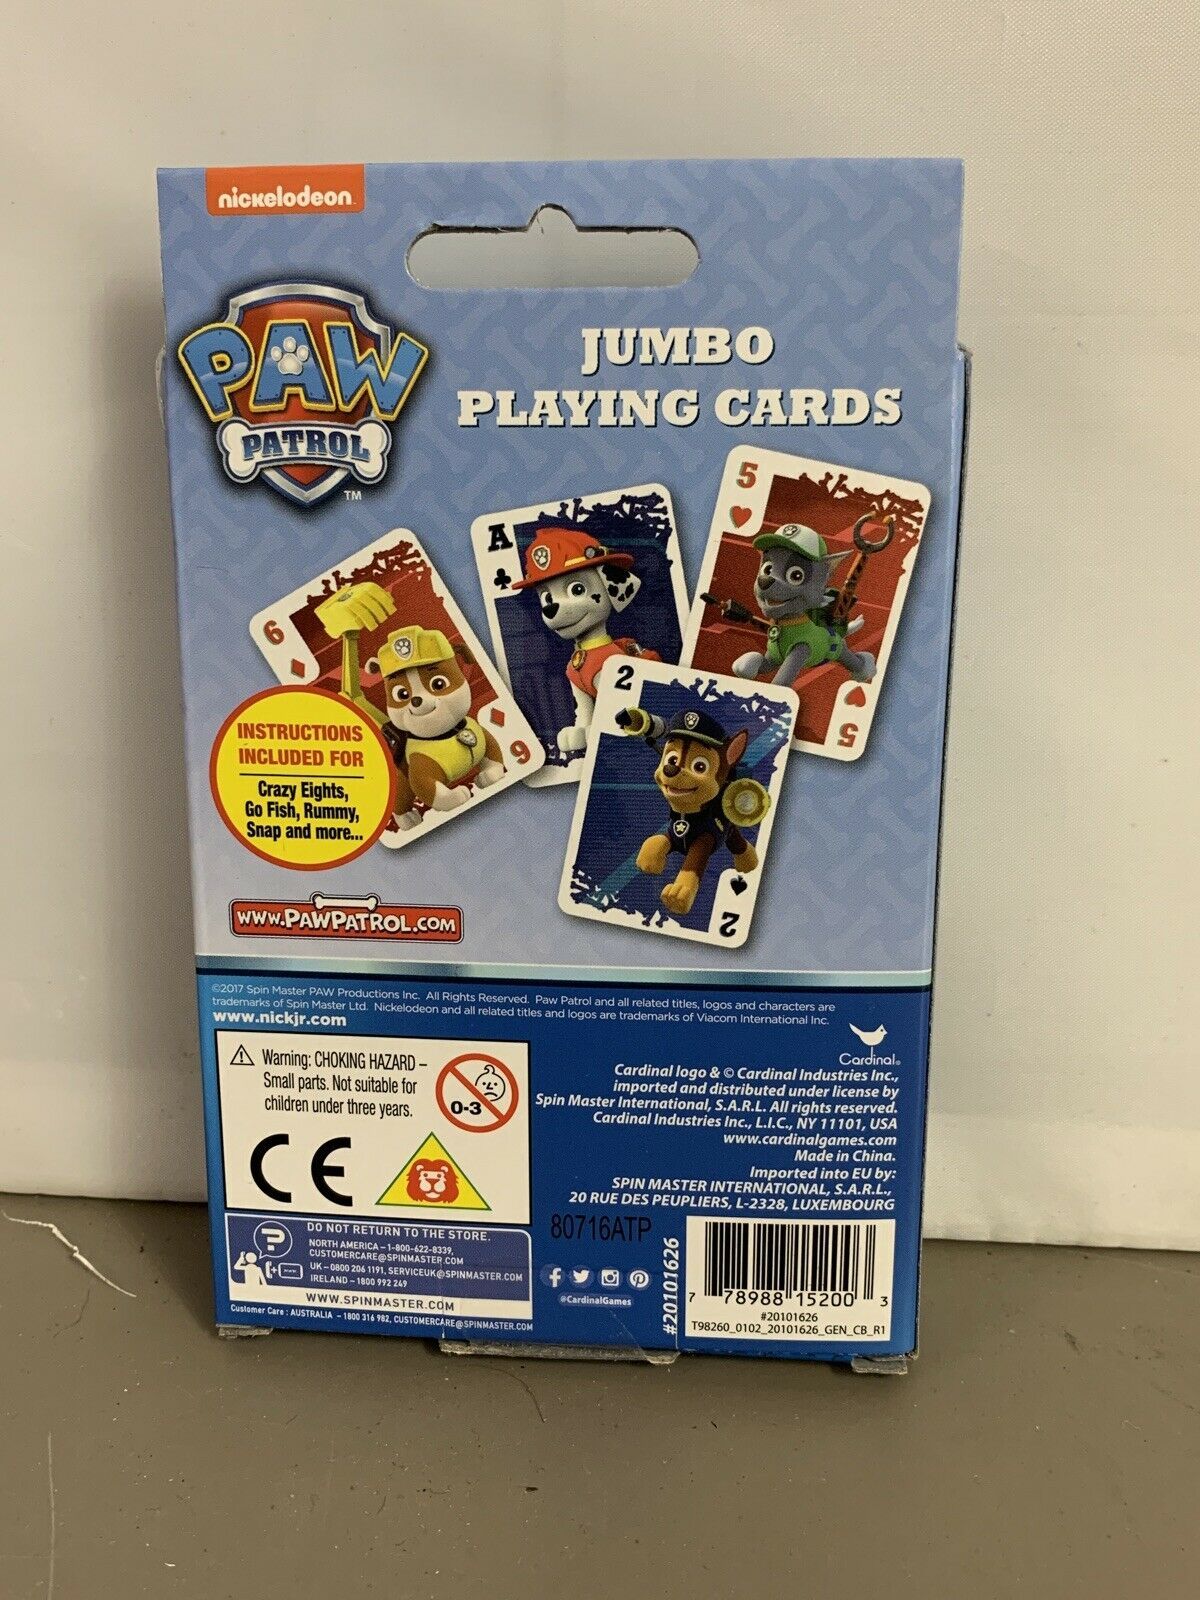 nickelodeon
PAW
PATROL
TM
JUMBO
PLAYING CARDS
5
5
A
6
6
2
2
INSTRUCTIONS
INCLUDED FOR
Crazy Eights,
Go Fish, Rummy,
Snap and more...
WWW.PAWPATROL.COM
©2017 Spin Master PAW Productions Inc. All Rights Reserved. Paw Patrol and all related titles, logos and characters are
trademarks of Spin Master Ltd. Nickelodeon and all related titles and logos are trademarks of Viacom International Inc.
www.nickjr.com
Warning: CHOKING HAZARD –
Small parts. Not suitable for
children under three years.
0-3
CE
Cardinal®
Cardinal logo & © Cardinal Industries Inc.,
imported and distributed under license by
Spin Master International, S.A.R.L. All rights reserved.
Cardinal Industries Inc., L.I.C., NY 11101, USA
www.cardinalgames.com
Made in China.
Imported into EU by:
SPIN MASTER INTERNATIONAL, S.A.R.L.,
20 RUE DES PEUPLIERS, L-2328, LUXEMBOURG
80716ATP
DO NOT RETURN TO THE STORE.
NORTH AMERICA – 1-800-622-8339,
CUSTOMERCARE@SPINMASTER.COM
UK – 0800 206 1191, SERVICEUK@SPINMASTER.COM
IRELAND – 1800 992 249
WWW.SPINMASTER.COM
Customer Care : AUSTRALIA – 1800 316 982, CUSTOMERCARE@SPINMASTER.COM
@CardinalGames
#20101626
7 78988 15200 3
#20101626
T98260_0102_20101626_GEN_CB_R1